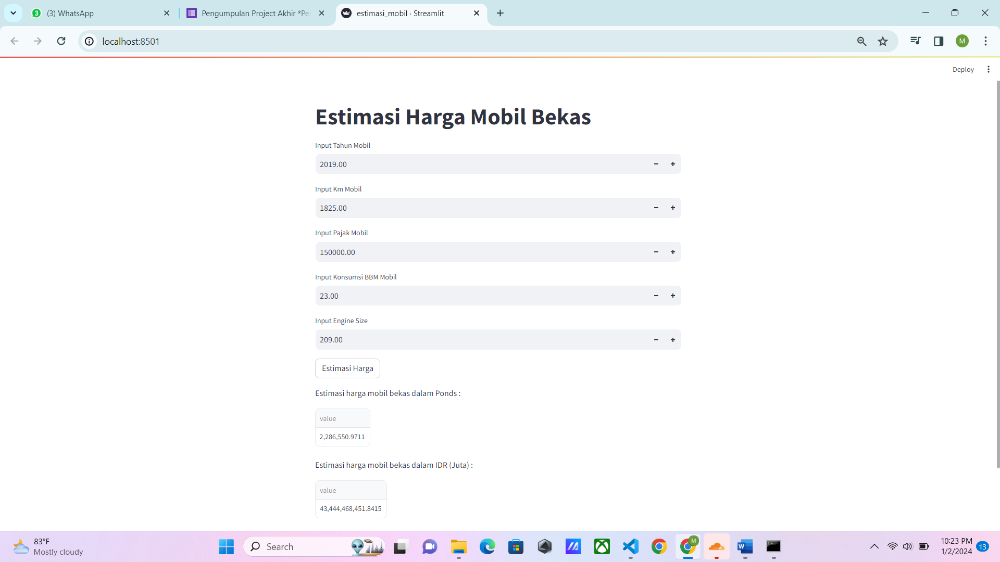 (3) WhatsApp
Pengumpulan Project Akhir *Pe
estimasi_mobil · Streamlit
localhost:8501
M
Deploy
Estimasi Harga Mobil Bekas
Input Tahun Mobil
2019.00
Input Km Mobil
1825.00
Input Pajak Mobil
150000.00
Input Konsumsi BBM Mobil
23.00
Input Engine Size
209.00
Estimasi Harga
Estimasi harga mobil bekas dalam Ponds :
value
2,286,550.9711
Estimasi harga mobil bekas dalam IDR (Juta) :
value
43,444,468,451.8415
83°F
Mostly cloudy
Search
10:23 PM
1/2/2024
13